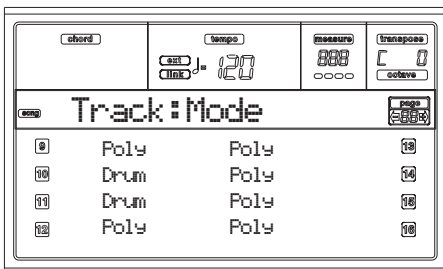 chord tempo measure transpose
ext
link ♩= 120 888 C 0
octave
song Track:Mode page
88
9 Poly Poly 13
10 Drum Poly 14
11 Drum Poly 15
12 Poly Poly 16